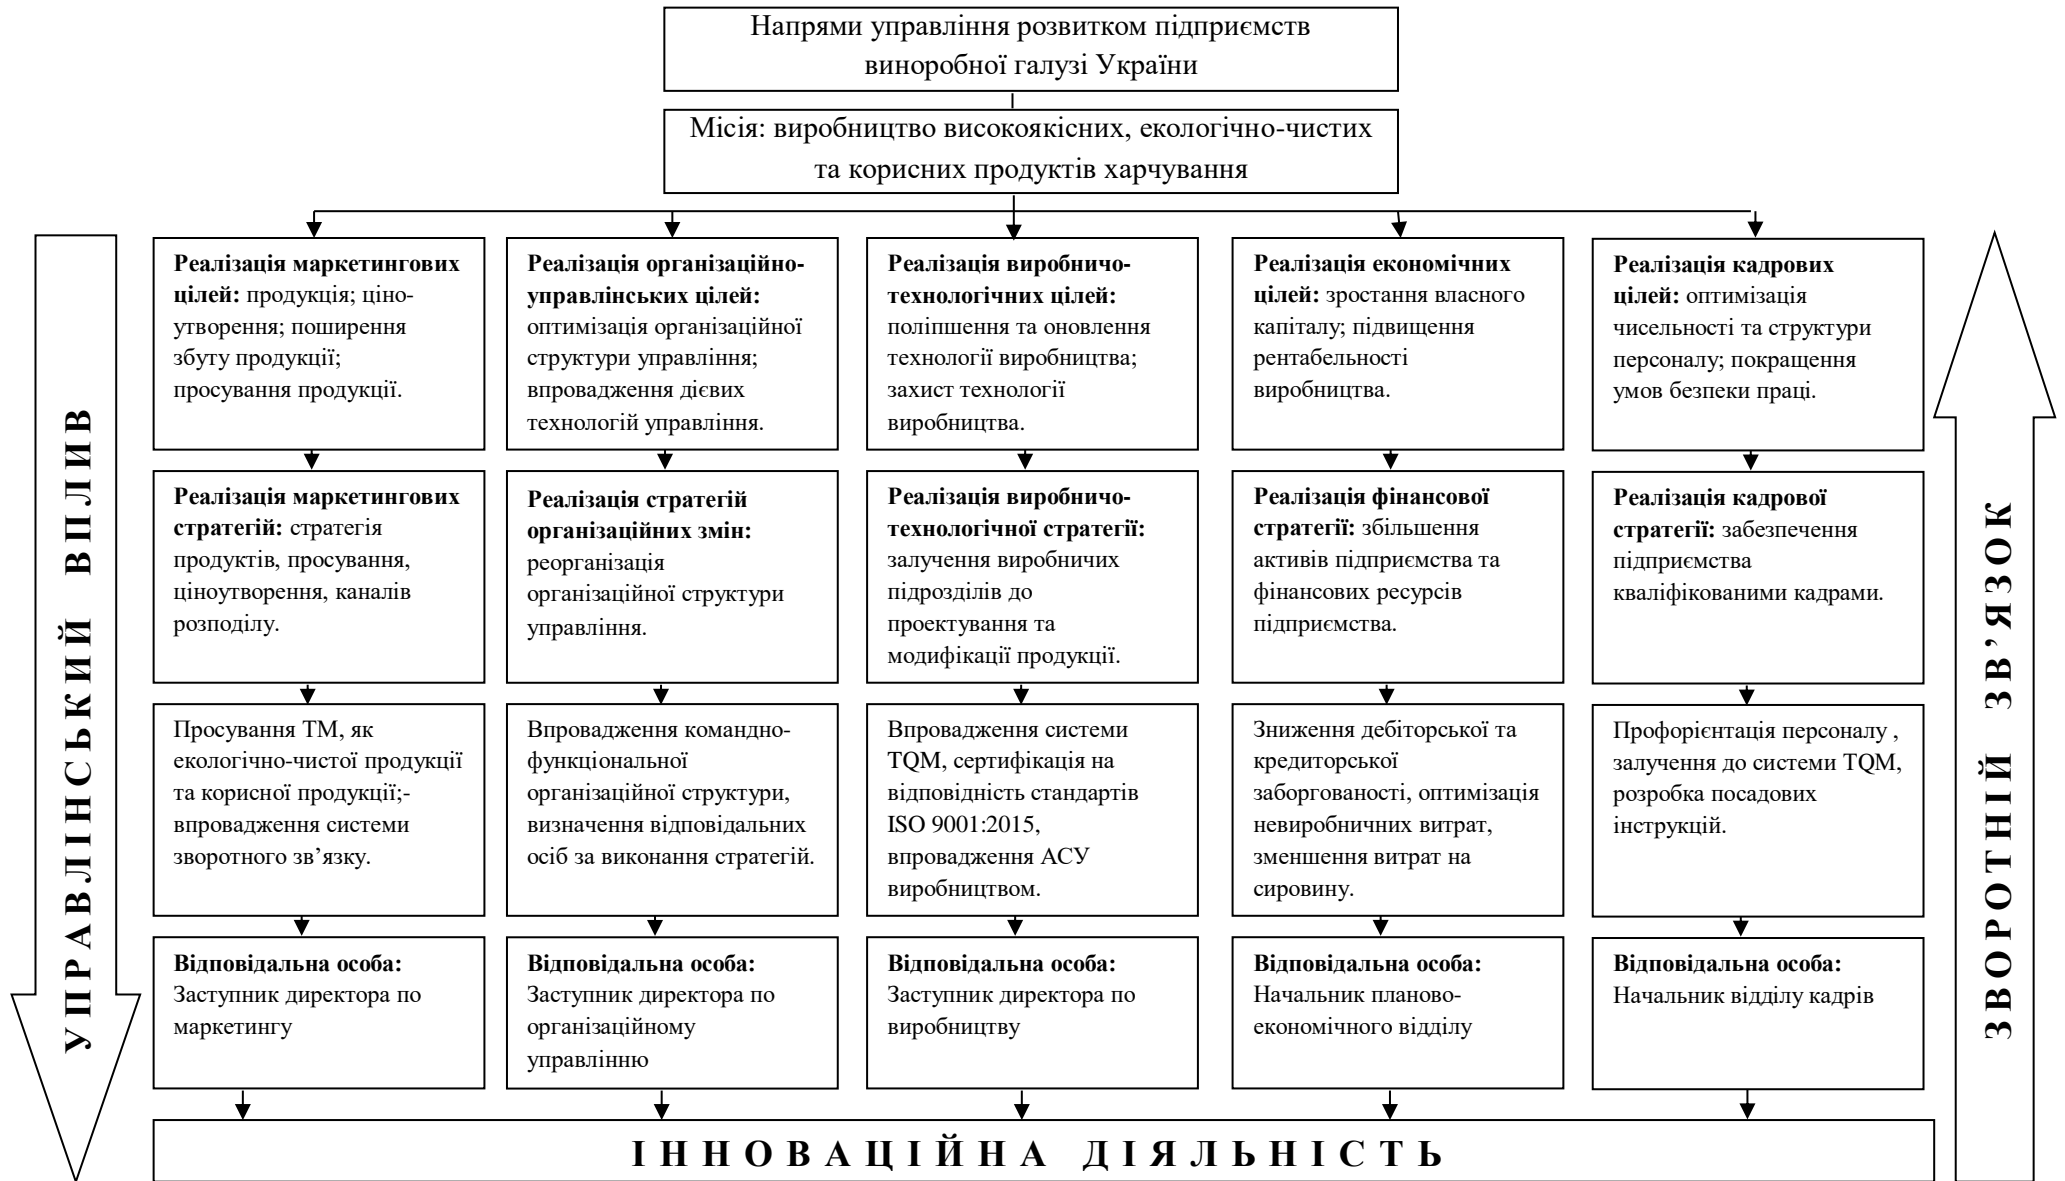 Напрями управління розвитком підприємств
виноробної галузі України
Місія: виробництво високоякісних, екологічно-чистих
та корисних продуктів харчування
УПРАВЛІНСЬКИЙ ВПЛИВ
Реалізація маркетингових
цілей: продукція; ціно-
утворення; поширення
збуту продукції;
просування продукції.
Реалізація організаційно-
управлінських цілей:
оптимізація організаційної
структури управління;
впровадження дієвих
технологій управління.
Реалізація виробничо-
технологічних цілей:
поліпшення та оновлення
технології виробництва;
захист технології
виробництва.
Реалізація економічних
цілей: зростання власного
капіталу; підвищення
рентабельності
виробництва.
Реалізація кадрових
цілей: оптимізація
чисельності та структури
персоналу; покращення
умов безпеки праці.
Реалізація маркетингових
стратегій: стратегія
продуктів, просування,
ціноутворення, каналів
розподілу.
Реалізація стратегій
організаційних змін:
реорганізація
організаційної структури
управління.
Реалізація виробничо-
технологічної стратегії:
залучення виробничих
підрозділів до
проектування та
модифікації продукції.
Реалізація фінансової
стратегії: збільшення
активів підприємства та
фінансових ресурсів
підприємства.
Реалізація кадрової
стратегії: забезпечення
підприємства
кваліфікованими кадрами.
Просування ТМ, як
екологічно-чистої продукції
та корисної продукції;-
впровадження системи
зворотного зв’язку.
Впровадження командно-
функціональної
організаційної структури,
визначення відповідальних
осіб за виконання стратегій.
Впровадження системи
TQM, сертифікація на
відповідність стандартів
ISO 9001:2015,
впровадження АСУ
виробництвом.
Зниження дебіторської та
кредиторської
заборгованості, оптимізація
невиробничих витрат,
зменшення витрат на
сировину.
Профорієнтація персоналу ,
залучення до системи TQM,
розробка посадових
інструкцій.
Відповідальна особа:
Заступник директора по
маркетингу
Відповідальна особа:
Заступник директора по
організаційному
управлінню
Відповідальна особа:
Заступник директора по
виробництву
Відповідальна особа:
Начальник планово-
економічного відділу
Відповідальна особа:
Начальник відділу кадрів
ЗВОРОТНІЙ ЗВ’ЯЗОК
ІННОВАЦІЙНА ДІЯЛЬНІСТЬ